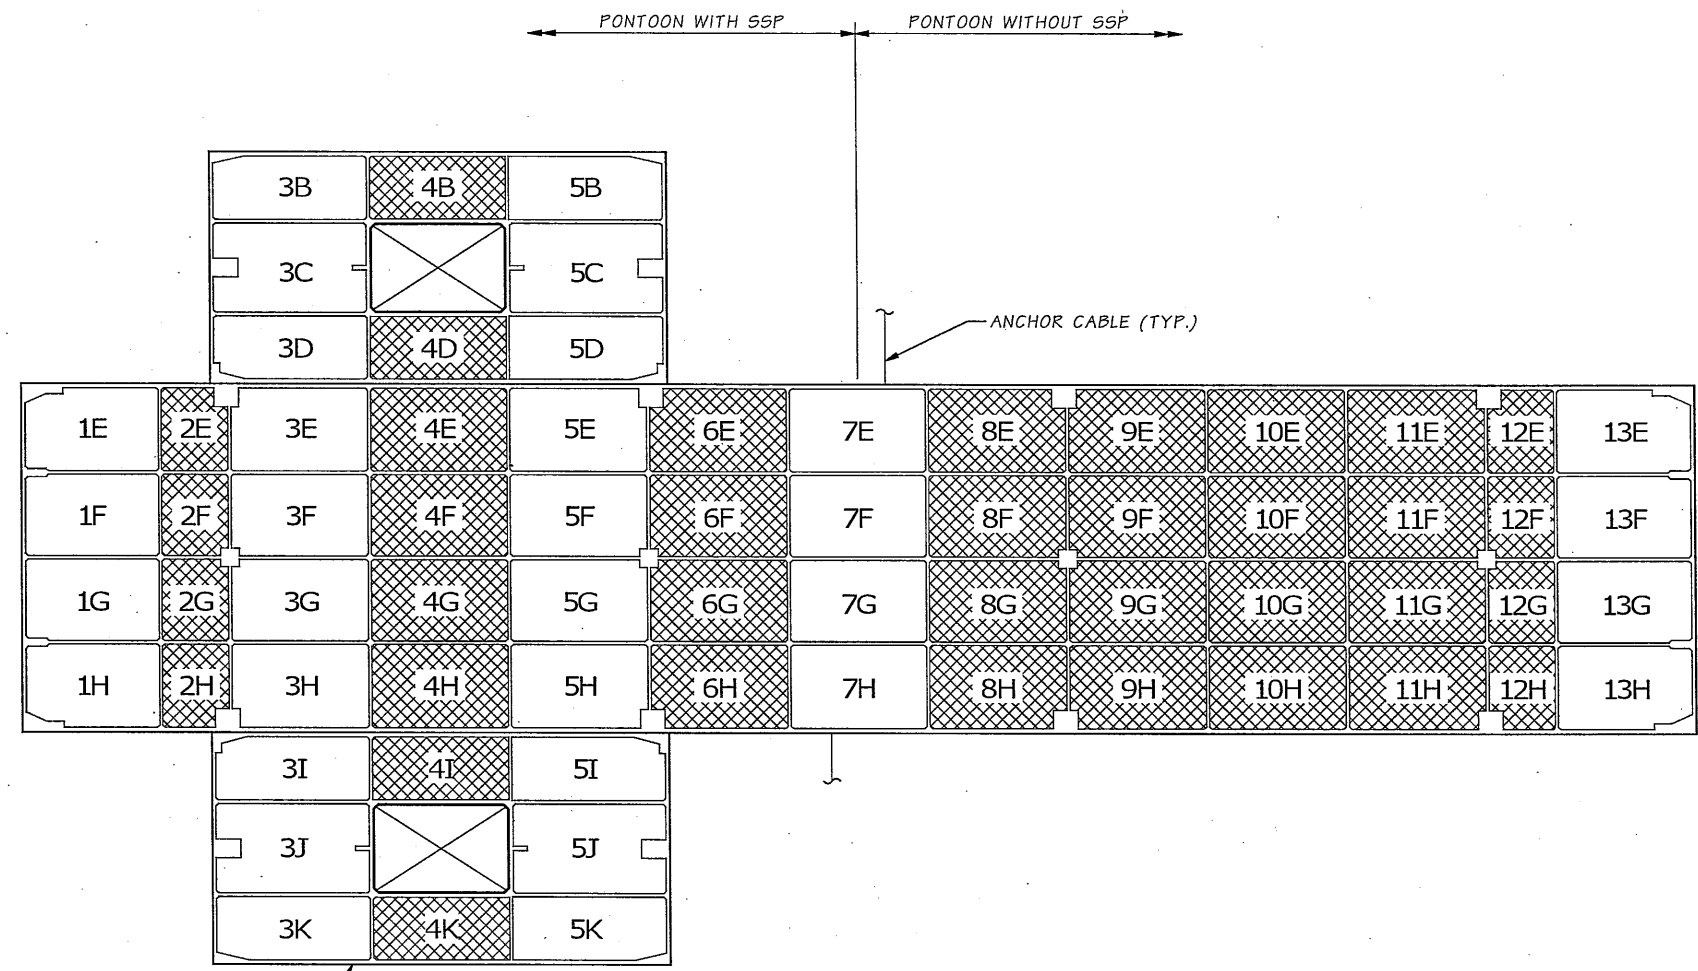 PONTOON WITH SSP PONTOON WITHOUT SSP
3B 4B 5B
3C 5C
ANCHOR CABLE (TYP.)
3D 4D 5D
1E 2E 3E 4E 5E 6E 7E 8E 9E 10E 11E 12E 13E
1F 2F 3F 4F 5F 6F 7F 8F 9F 10F 11F 12F 13F
1G 2G 3G 4G 5G 6G 7G 8G 9G 10G 11G 12G 13G
1H 2H 3H 4H 5H 6H 7H 8H 9H 10H 11H 12H 13H
3I 4I 5I
3J 5J
3K 4K 5K